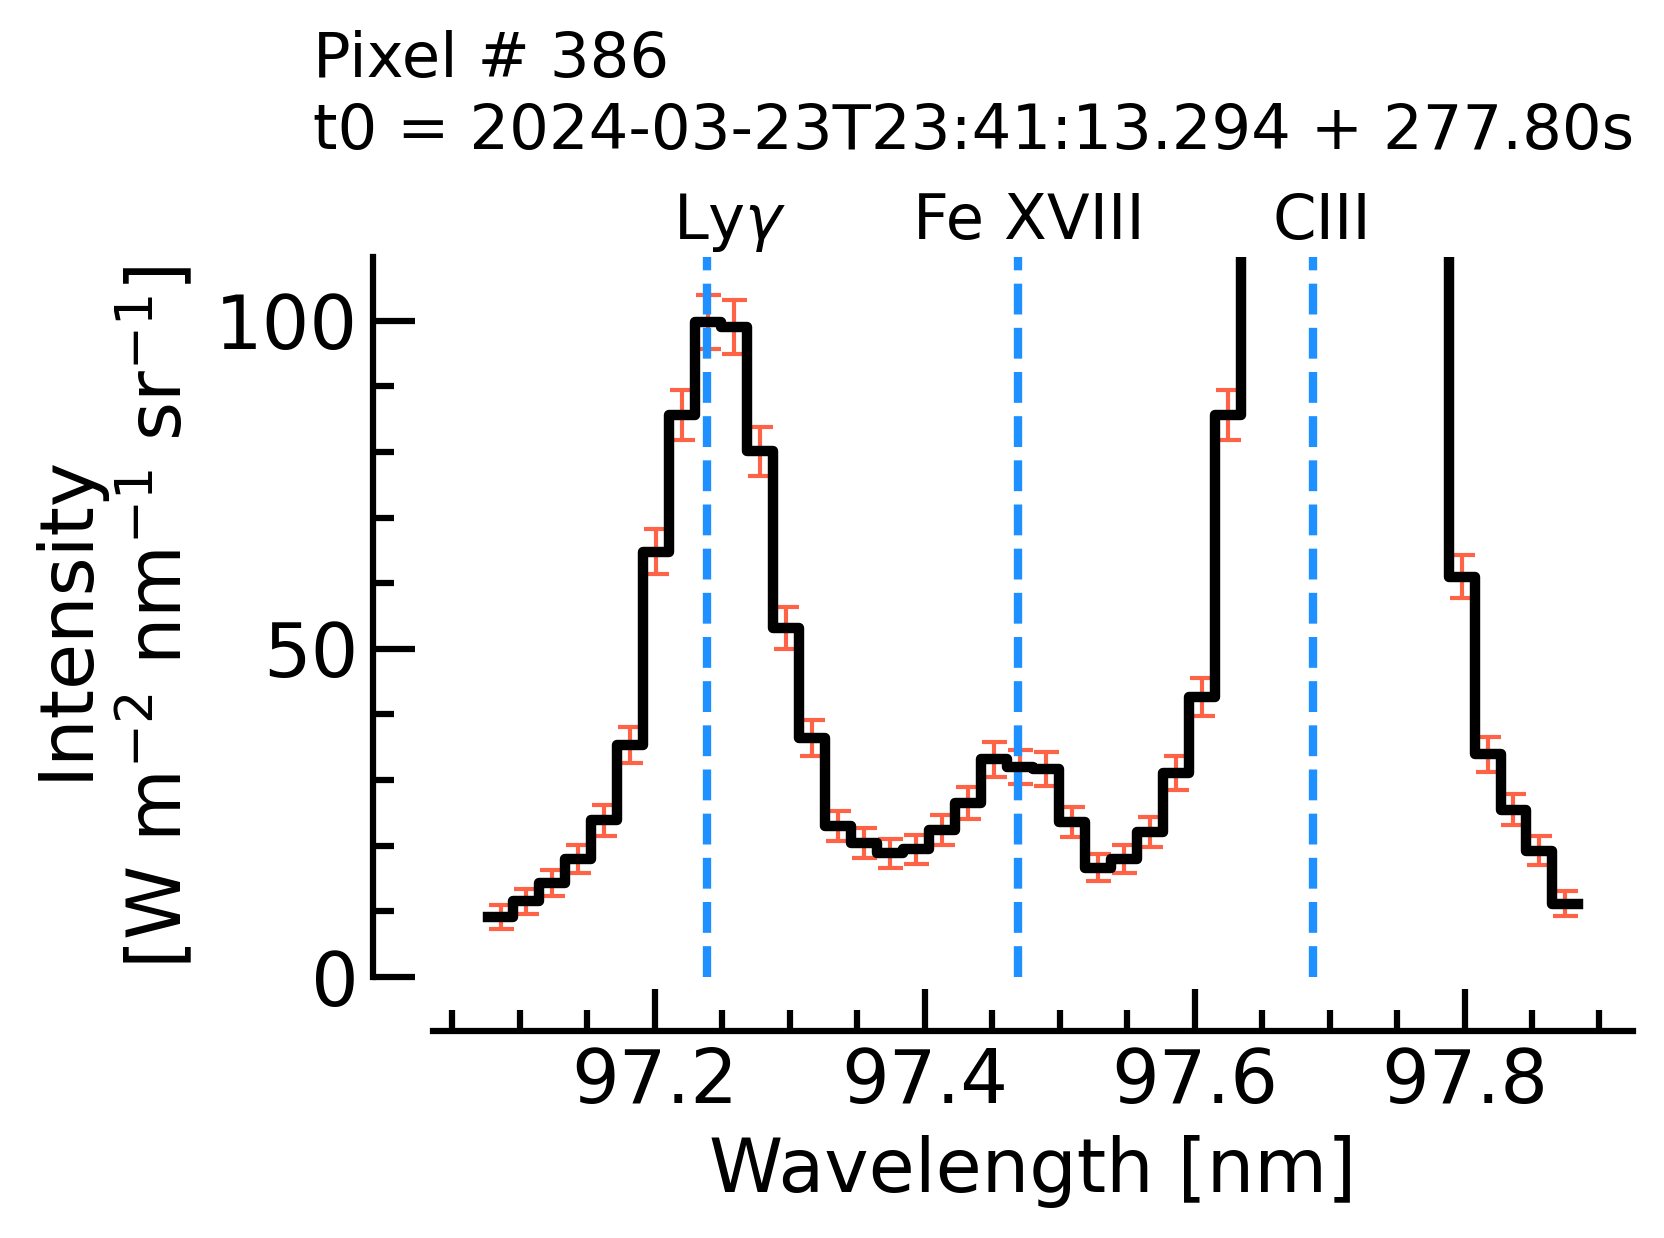 Pixel # 386
t0 = 2024-03-23T23:41:13.294 + 277.80s
Lyγ Fe XVIII CIII
Intensity
[W m⁻² nm⁻¹ sr⁻¹]
100
50
0
97.2 97.4 97.6 97.8
Wavelength [nm]